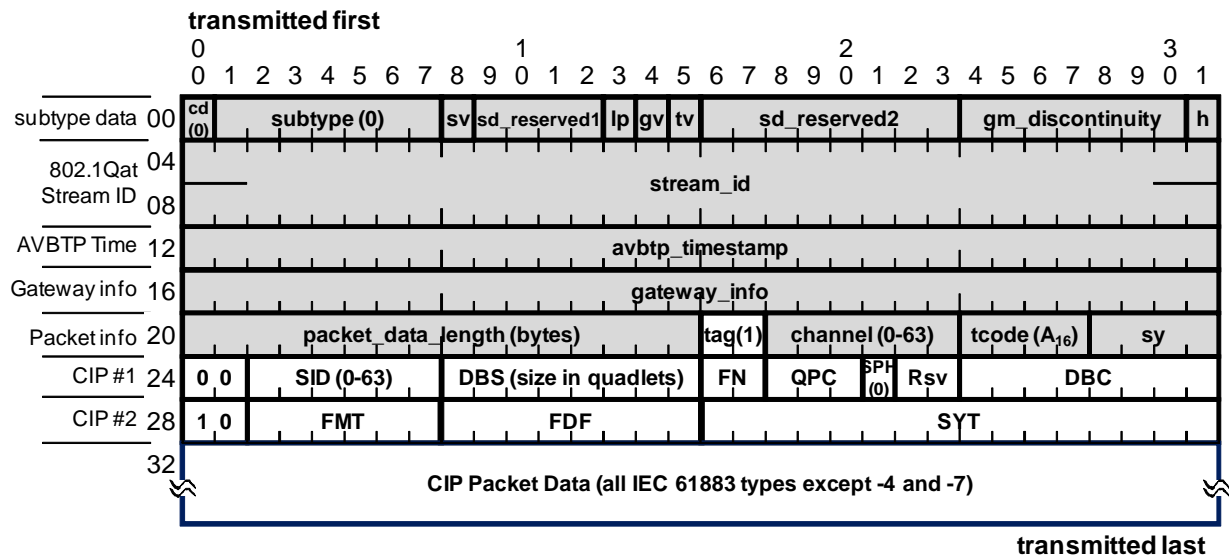 transmitted first
0 1 2 3
0 1 2 3 4 5 6 7 8 9 0 1 2 3 4 5 6 7 8 9 0 1 2 3 4 5 6 7 8 9 0 1
subtype data 00 cd (0) subtype (0) sv sd_reserved1 lp gv tv sd_reserved2 gm_discontinuity h
802.1Qat Stream ID 04 08 stream_id
AVBTP Time 12 avbtp_timestamp
Gateway info 16 gateway_info
Packet info 20 packet_data_length (bytes) tag(1) channel (0-63) tcode (A16) sy
CIP #1 24 0 0 SID (0-63) DBS (size in quadlets) FN QPC SPH (0) Rsv DBC
CIP #2 28 1 0 FMT FDF SYT
32
CIP Packet Data (all IEC 61883 types except -4 and -7)
transmitted last